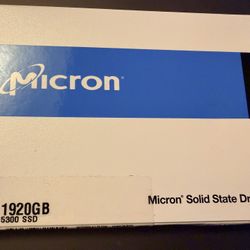 Micron
1920GB
5300 SSD
Micron® Solid State Dr